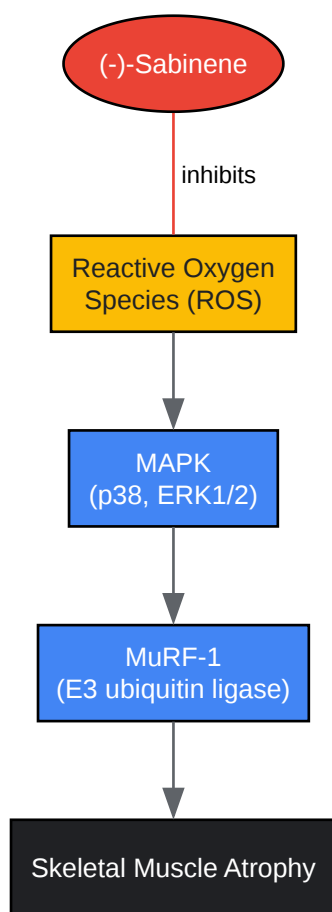 (-)-Sabinene
inhibits
Reactive Oxygen
Species (ROS)
MAPK
(p38, ERK1/2)
MuRF-1
(E3 ubiquitin ligase)
Skeletal Muscle Atrophy